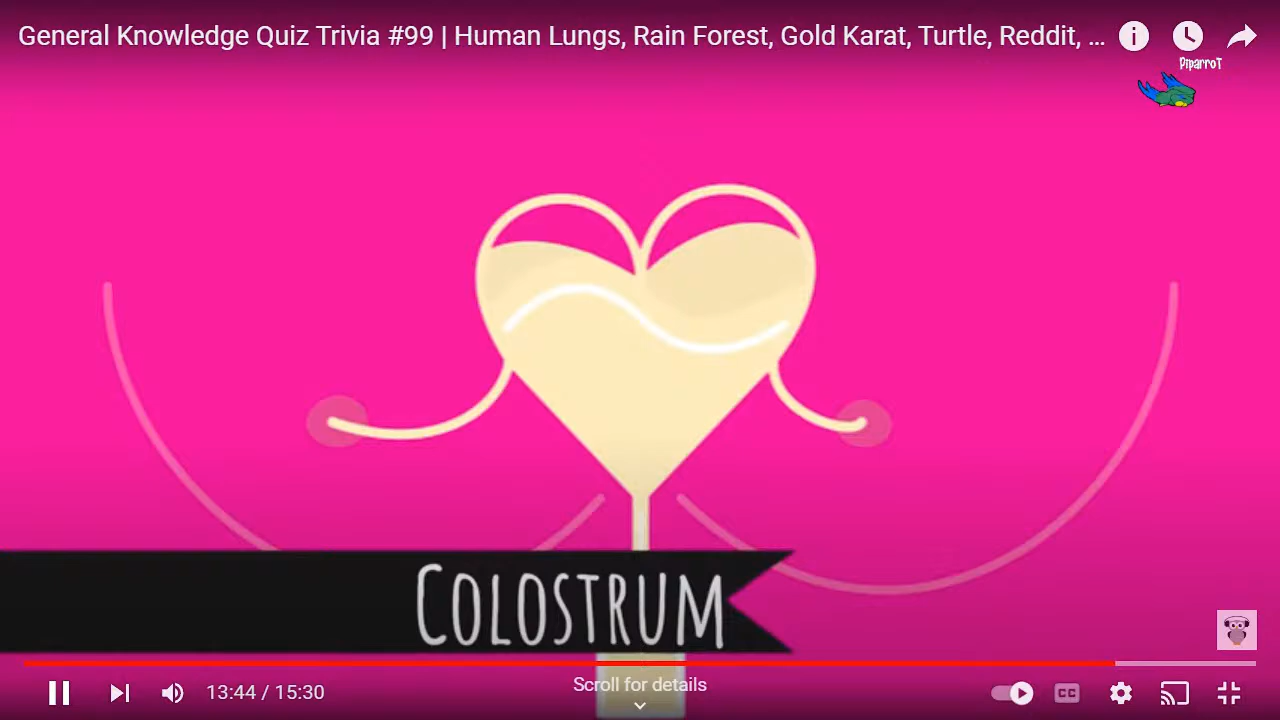 General Knowledge Quiz Trivia #99 | Human Lungs, Rain Forest, Gold Karat, Turtle, Reddit, ...
PiparroT
COLOSTRUM
13:44 / 15:30
Scroll for details
CC